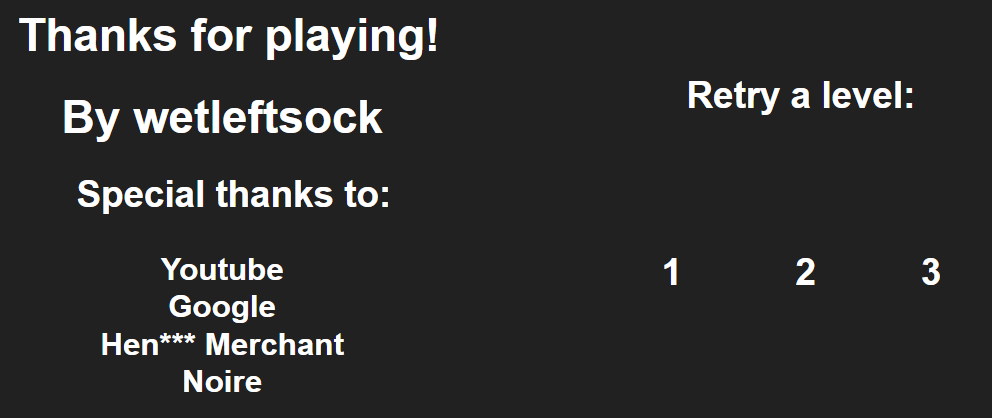 Thanks for playing!
By wetleftsock
Special thanks to:
Youtube
Google
Hen*** Merchant
Noire
Retry a level:
1 2 3